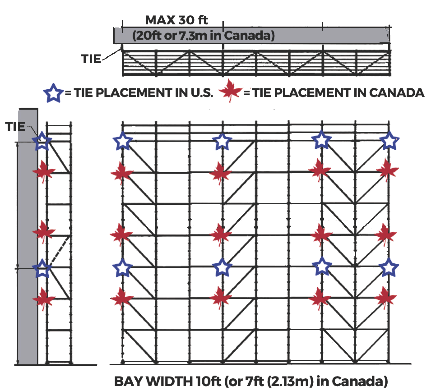 MAX 30 ft
(20ft or 7.3m in Canada)
TIE
= TIE PLACEMENT IN U.S. = TIE PLACEMENT IN CANADA
TIE
BAY WIDTH 10ft (or 7ft (2.13m) in Canada)